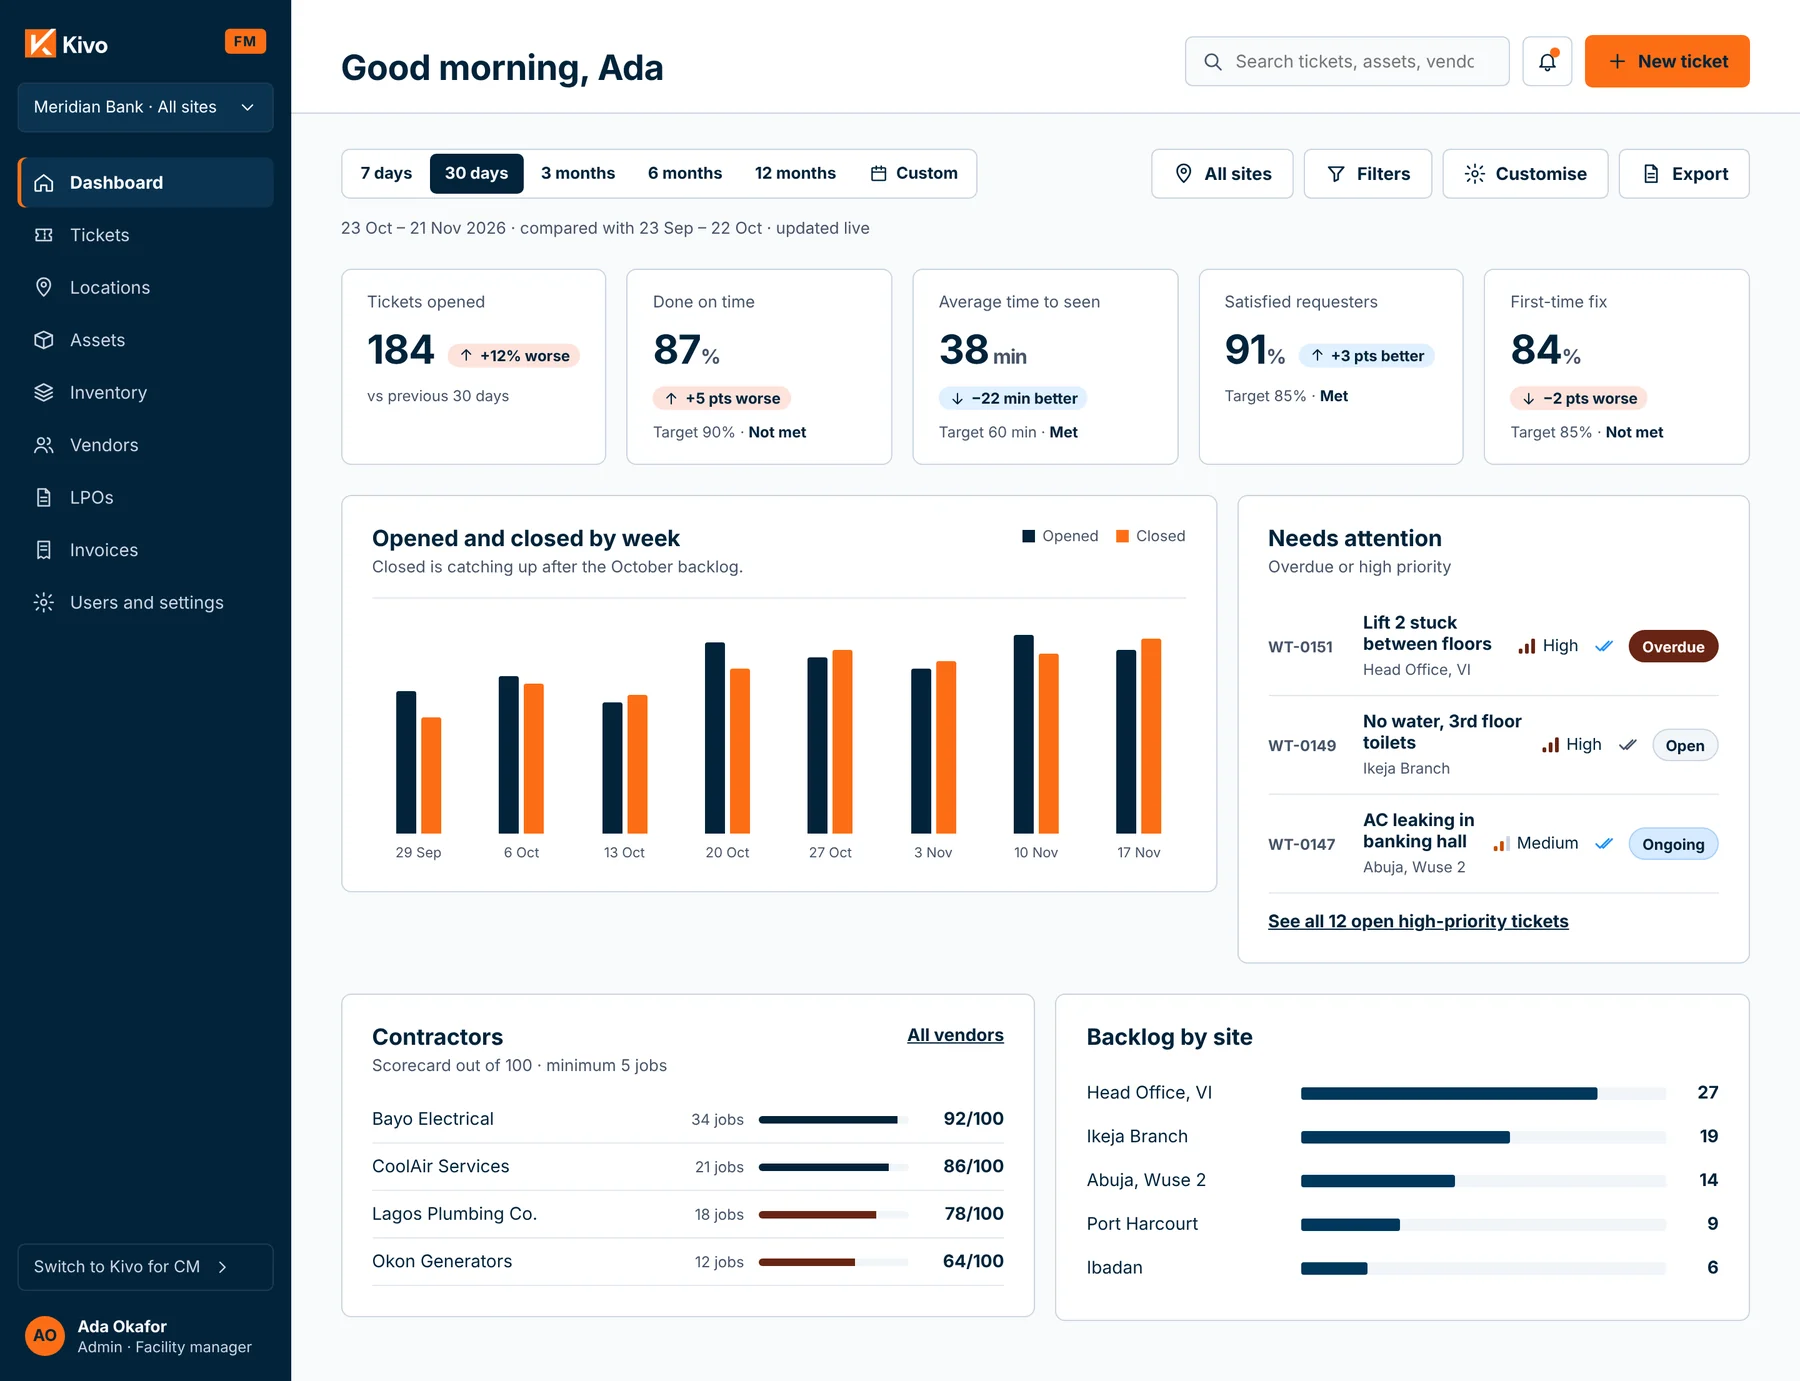 Kivo
FM
Meridian Bank · All sites
Dashboard
Tickets
Locations
Assets
Inventory
Vendors
LPOs
Invoices
Users and settings
Switch to Kivo for CM
AO
Ada Okafor
Admin · Facility manager
Good morning, Ada
Search tickets, assets, vendc
New ticket
7 days
30 days
3 months
6 months
12 months
Custom
All sites
Filters
Customise
Export
23 Oct – 21 Nov 2026 · compared with 23 Sep – 22 Oct · updated live
Tickets opened
184
↑ +12% worse
vs previous 30 days
Done on time
87%
↑ +5 pts worse
Target 90% · Not met
Average time to seen
38 min
↓ −22 min better
Target 60 min · Met
Satisfied requesters
91%
↑ +3 pts better
Target 85% · Met
First-time fix
84%
↓ −2 pts worse
Target 85% · Not met
Opened and closed by week
Closed is catching up after the October backlog.
Opened
Closed
29 Sep
6 Oct
13 Oct
20 Oct
27 Oct
3 Nov
10 Nov
17 Nov
Needs attention
Overdue or high priority
WT-0151
Lift 2 stuck
between floors
Head Office, VI
High
Overdue
WT-0149
No water, 3rd floor
toilets
Ikeja Branch
High
Open
WT-0147
AC leaking in
banking hall
Abuja, Wuse 2
Medium
Ongoing
See all 12 open high-priority tickets
Contractors
Scorecard out of 100 · minimum 5 jobs
All vendors
Bayo Electrical
34 jobs
92/100
CoolAir Services
21 jobs
86/100
Lagos Plumbing Co.
18 jobs
78/100
Okon Generators
12 jobs
64/100
Backlog by site
Head Office, VI
27
Ikeja Branch
19
Abuja, Wuse 2
14
Port Harcourt
9
Ibadan
6